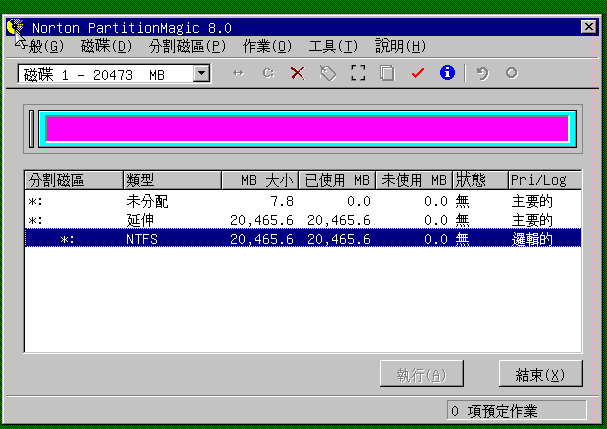 Norton PartitionMagic 8.0
一般(G) 磁碟(D) 分割磁區(P) 作業(O) 工具(T) 說明(H)
磁碟 1 - 20473 MB C:
分割磁區 類型 MB 大小 已使用 MB 未使用 MB 狀態 Pri/Log
*: 未分配 7.8 0.0 0.0 無 主要的
*: 延伸 20,465.6 20,465.6 0.0 無 主要的
*: NTFS 20,465.6 20,465.6 0.0 無 邏輯的
執行(A) 結束(X)
0 項預定作業